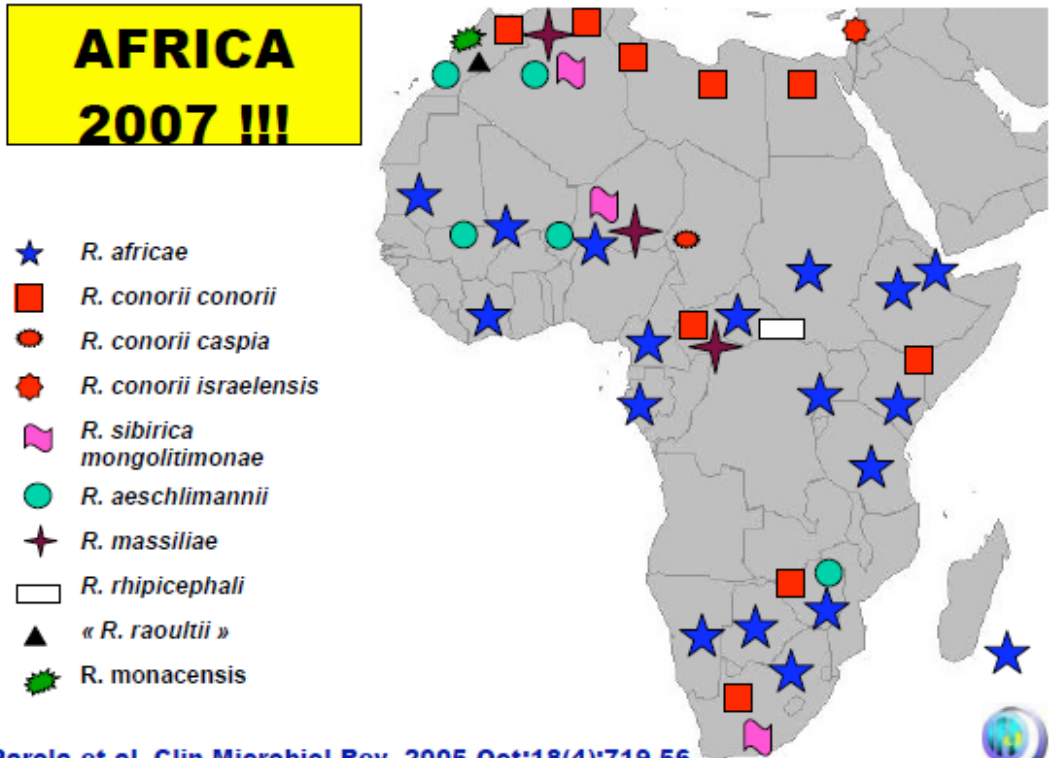 AFRICA
2007 !!!
R. africae
R. conorii conorii
R. conorii caspia
R. conorii israelensis
R. sibirica
mongolitimonae
R. aeschlimannii
R. massiliae
R. rhipicephali
« R. raoultii »
R. monacensis
Parola et al. Clin Microbiol Rev. 2005 Oct;18(4):719-56